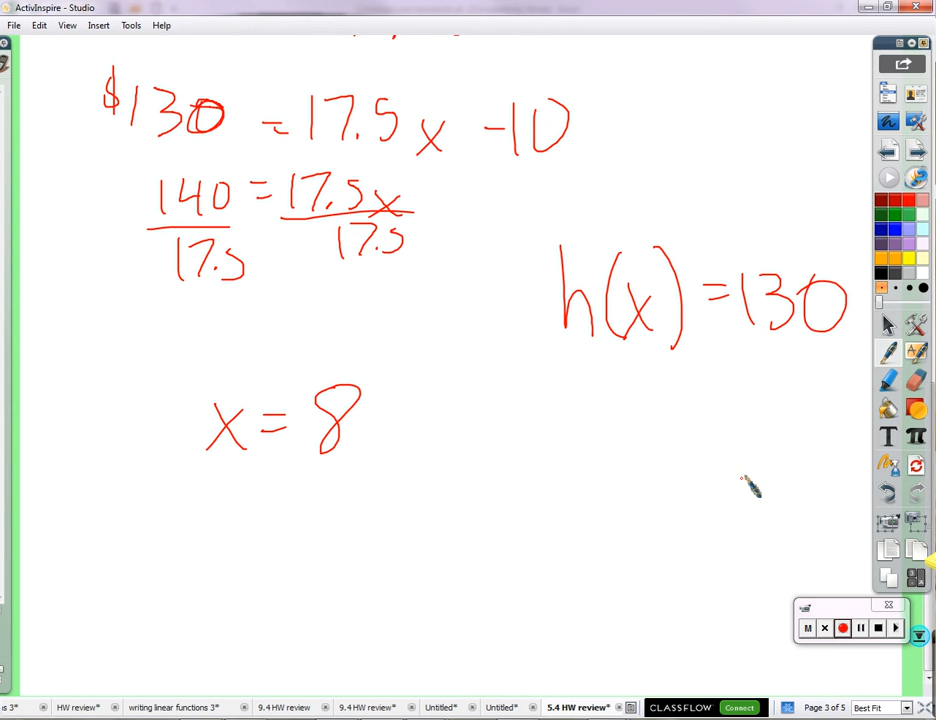 ActivInspire - Studio
File Edit View Insert Tools Help
$130 = 17.5x - 10
140 = 17.5x
17.5 17.5
h(x) = 130
x = 8
M
is 3* HW review* writing linear functions 3* 9.4 HW review* 9.4 HW review* Untitled* Untitled* 5.4 HW review* CLASSFLOW Connect Page 3 of 5 Best Fit